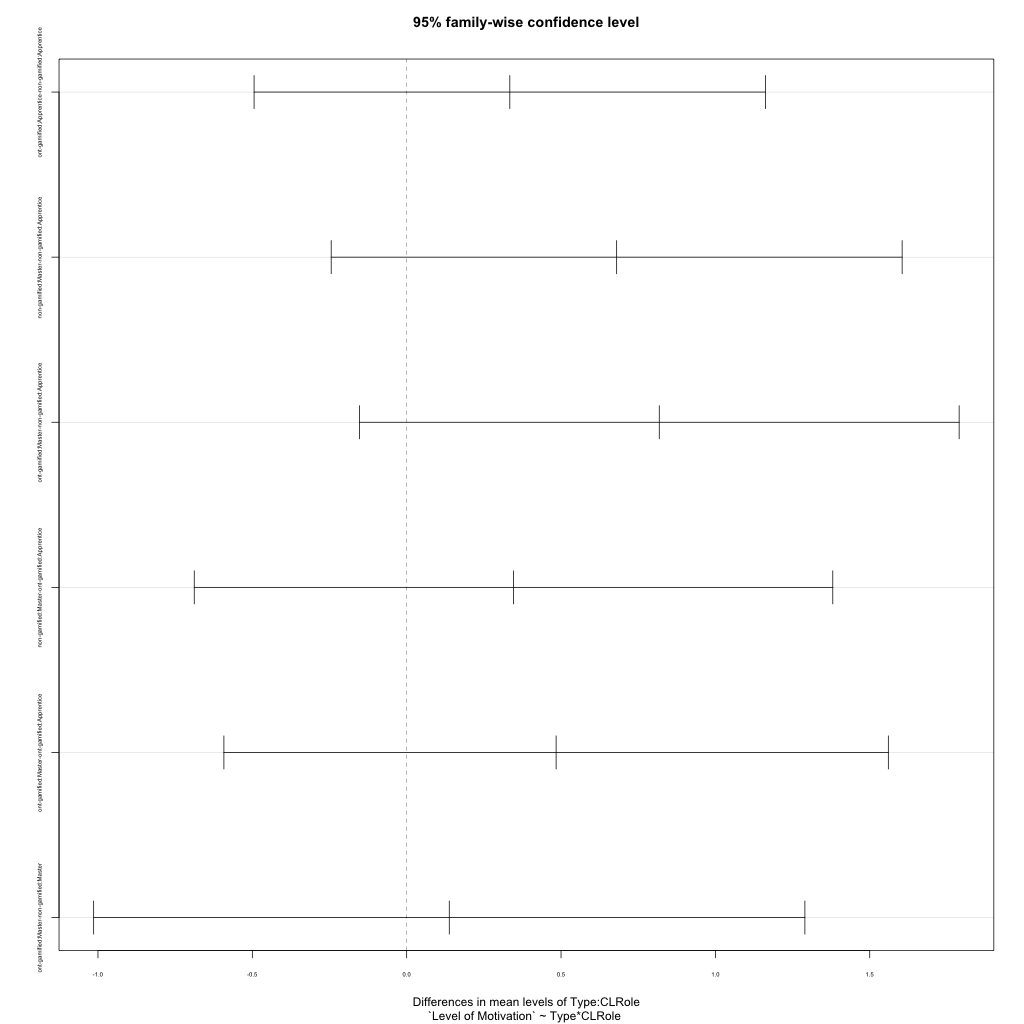 95% family-wise confidence level
ont-gamified:Apprentice-non-gamified:Apprentice
non-gamified:Master-non-gamified:Apprentice
ont-gamified:Master-non-gamified:Apprentice
non-gamified:Master-ont-gamified:Apprentice
ont-gamified:Master-ont-gamified:Apprentice
ont-gamified:Master-non-gamified:Master
-1.0 -0.5 0.0 0.5 1.0 1.5
Differences in mean levels of Type:CLRole
`Level of Motivation` ~ Type*CLRole